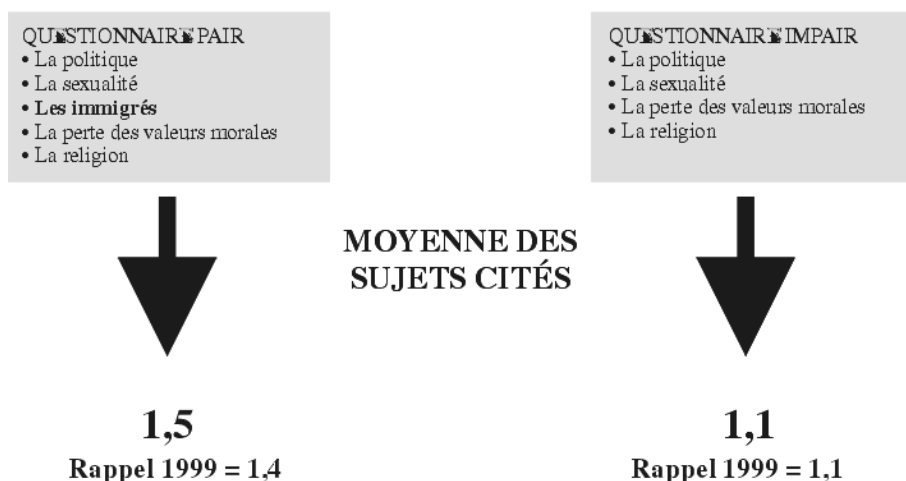 QUESTIONNAIRE PAIR
• La politique
• La sexualité
• Les immigrés
• La perte des valeurs morales
• La religion
QUESTIONNAIRE IMPAIR
• La politique
• La sexualité
• La perte des valeurs morales
• La religion
MOYENNE DES
SUJETS CITÉS
1,5
Rappel 1999 = 1,4
1,1
Rappel 1999 = 1,1